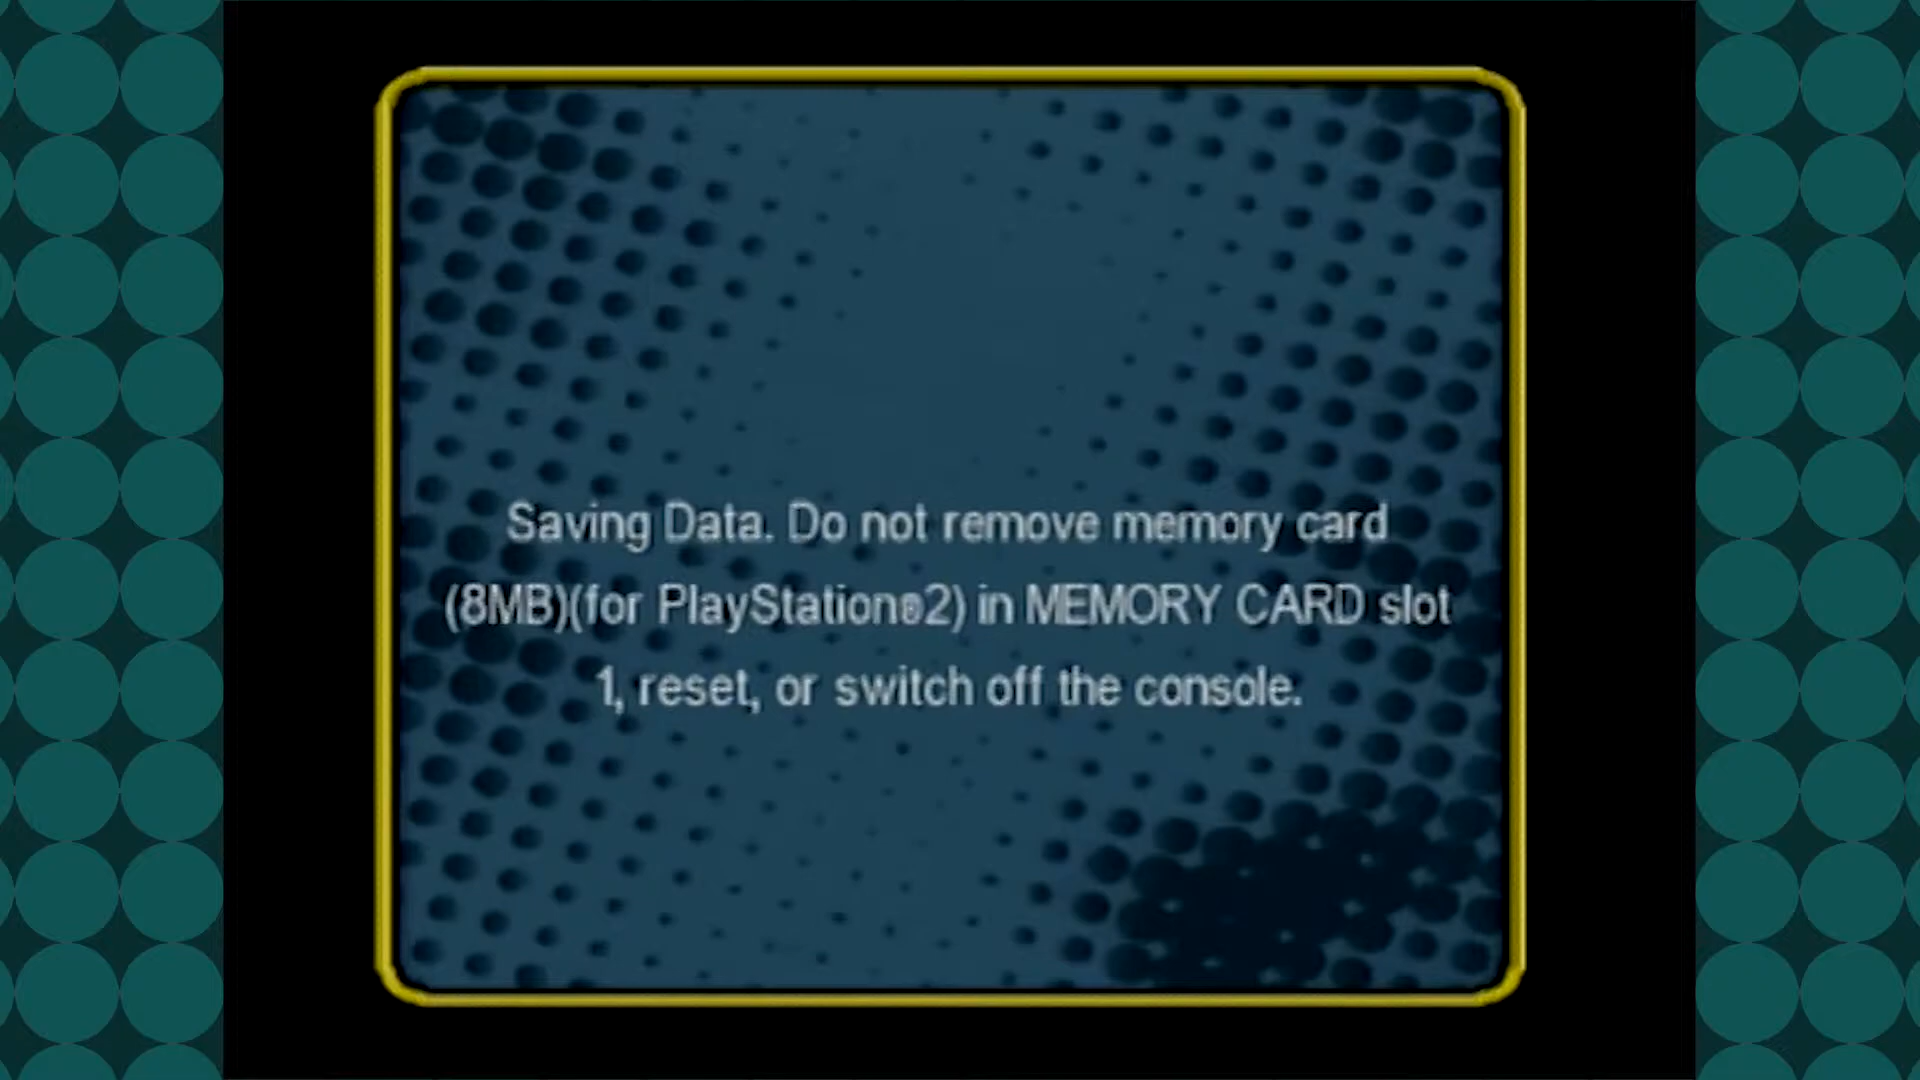 Saving Data. Do not remove memory card
(8MB)(for PlayStation®2) in MEMORY CARD slot
1, reset, or switch off the console.